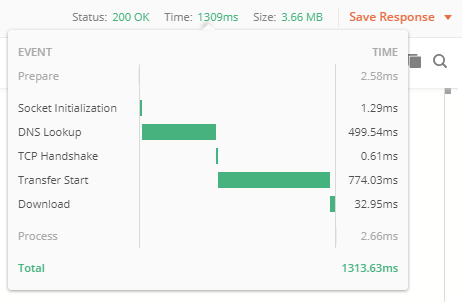 Status: 200 OK Time: 1309ms Size: 3.66 MB Save Response
EVENT TIME
Prepare 2.58ms
Socket Initialization 1.29ms
DNS Lookup 499.54ms
TCP Handshake 0.61ms
Transfer Start 774.03ms
Download 32.95ms
Process 2.66ms
Total 1313.63ms